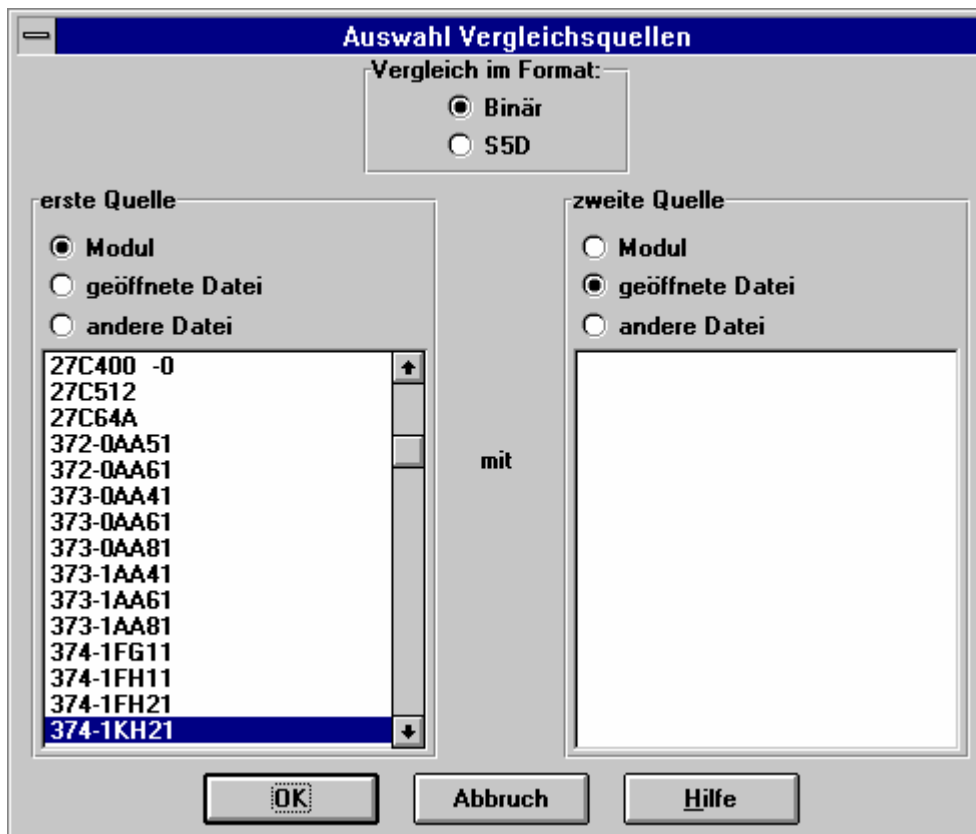 Auswahl Vergleichsquellen
Vergleich im Format:
Binär
S5D
erste Quelle
Modul
geöffnete Datei
andere Datei
27C400 -0
27C512
27C64A
372-0AA51
372-0AA61
373-0AA41
373-0AA61
373-0AA81
373-1AA41
373-1AA61
373-1AA81
374-1FG11
374-1FH11
374-1FH21
374-1KH21
mit
zweite Quelle
Modul
geöffnete Datei
andere Datei
OK
Abbruch
Hilfe